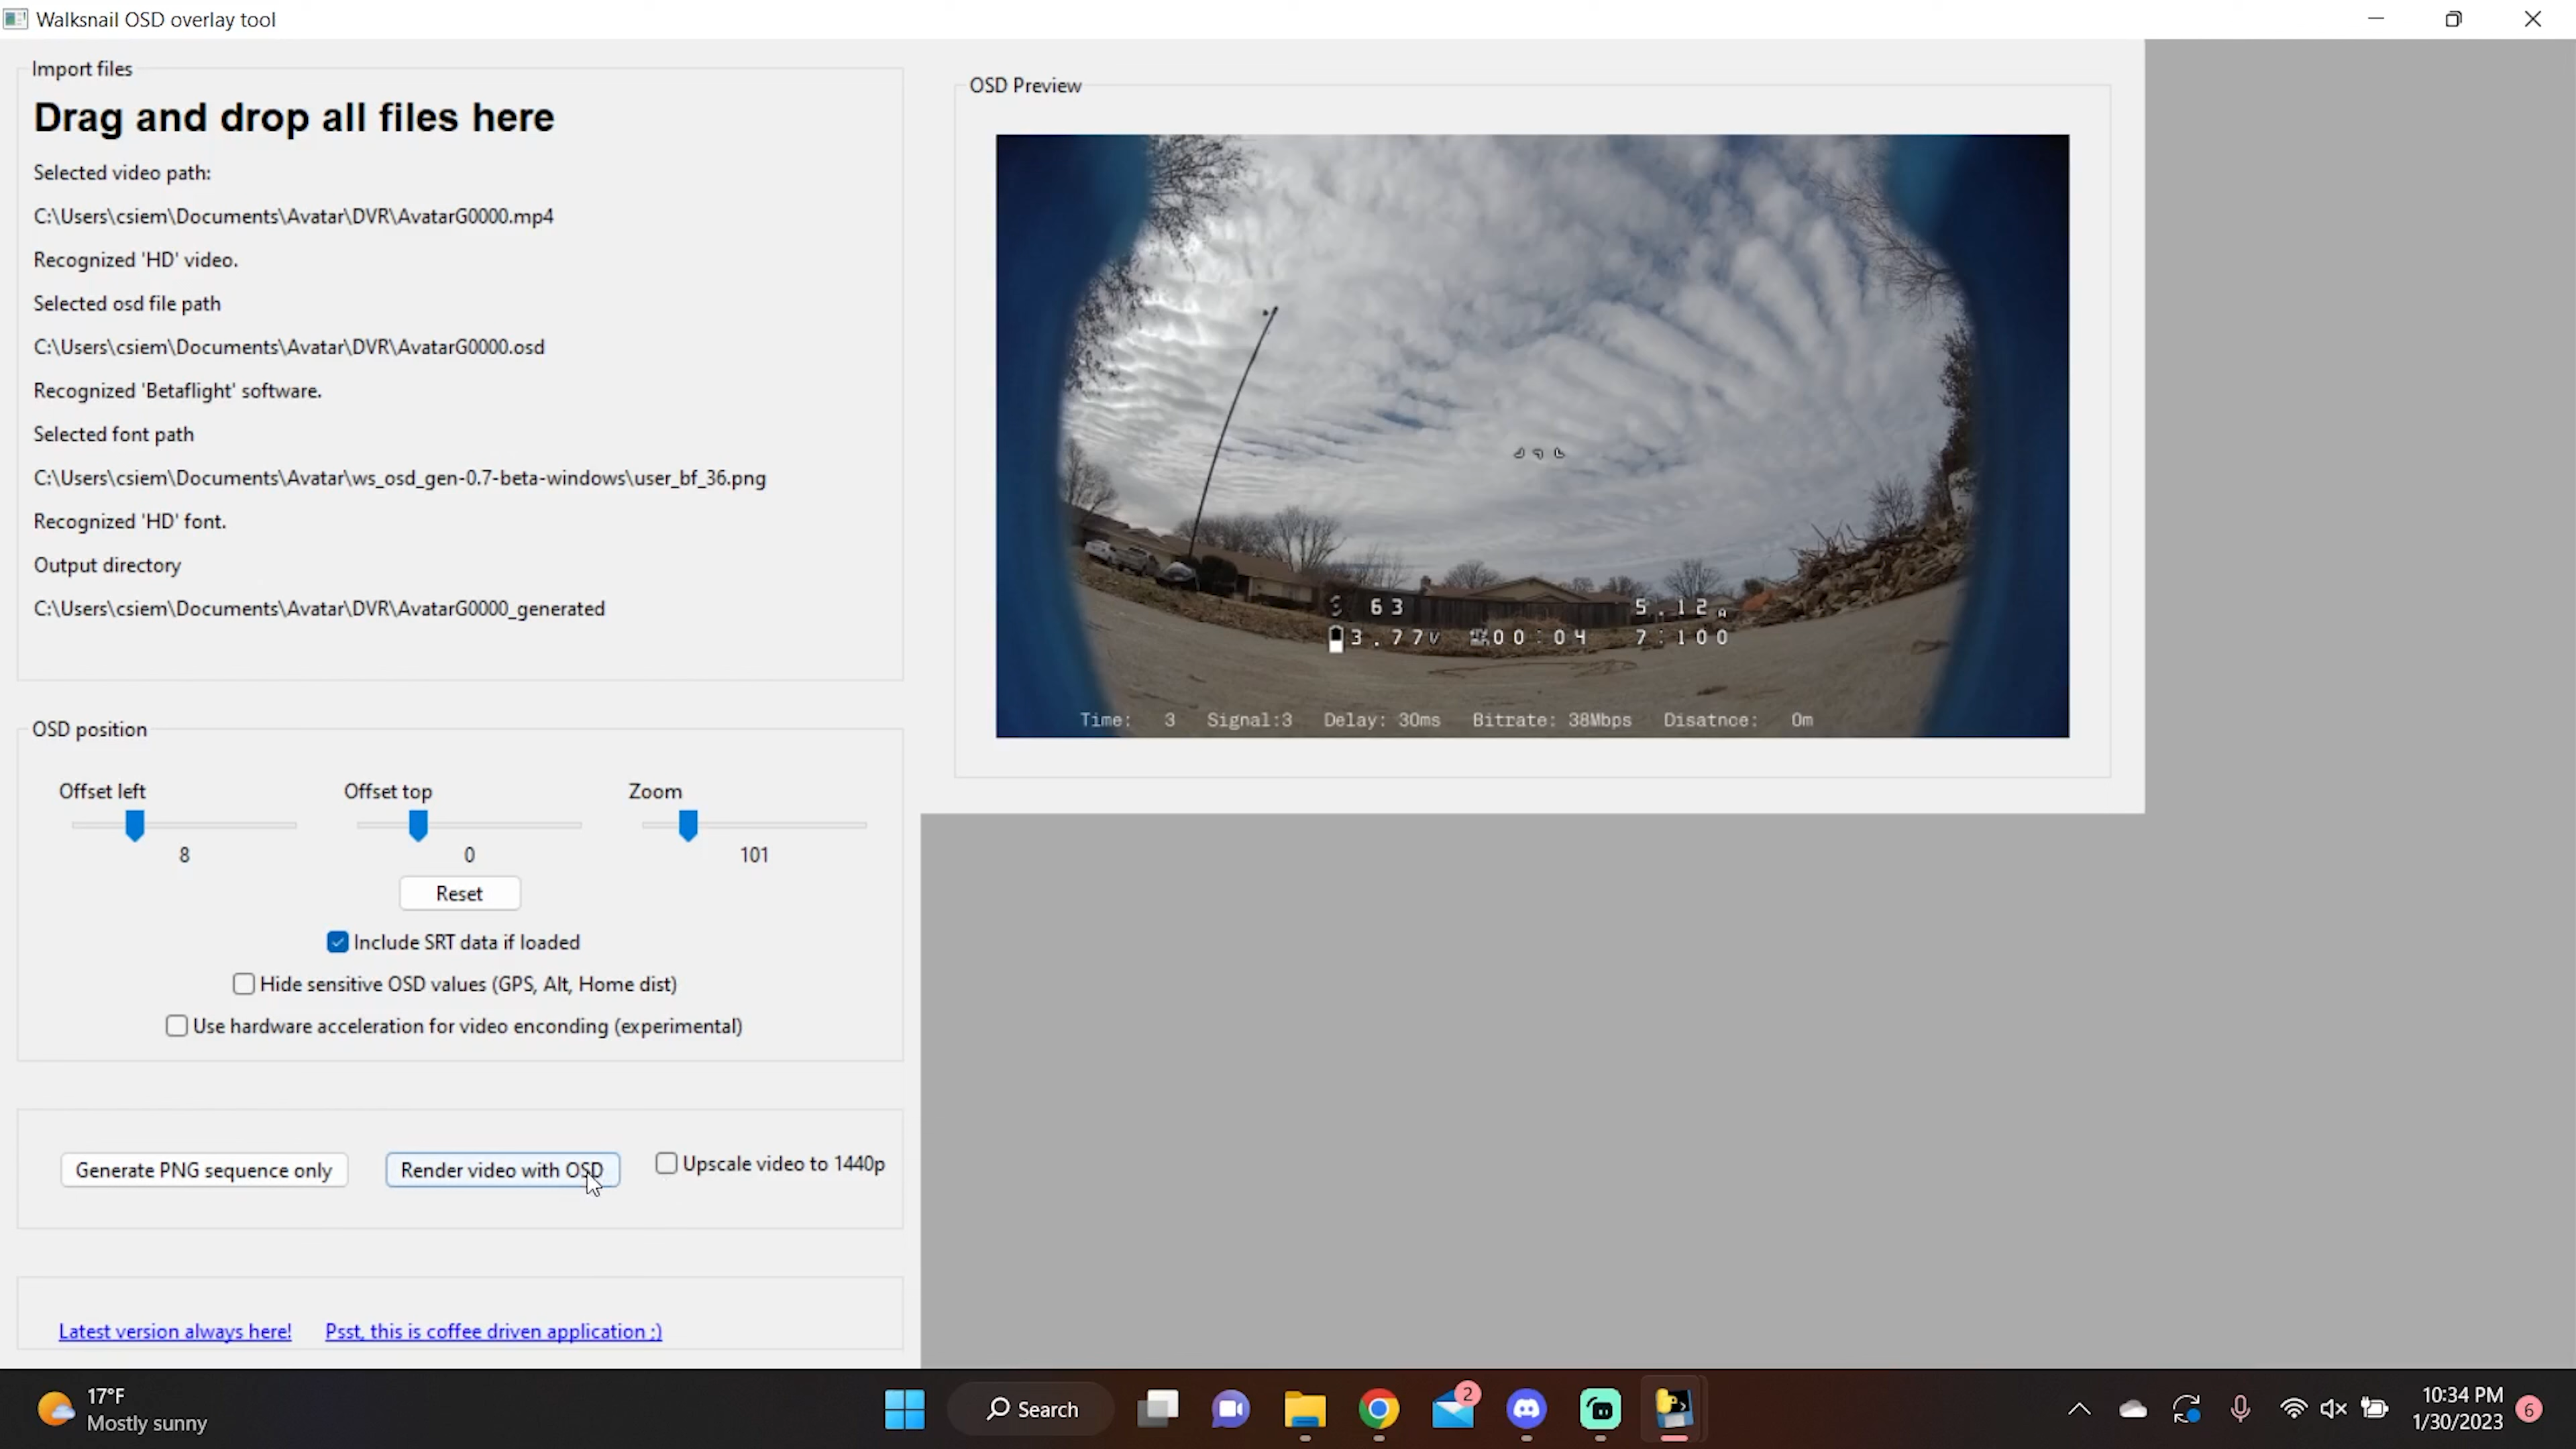 Walksnail OSD overlay tool
Import files
Drag and drop all files here
Selected video path:
C:\Users\csiem\Documents\Avatar\DVR\AvatarG0000.mp4
Recognized 'HD' video.
Selected osd file path
C:\Users\csiem\Documents\Avatar\DVR\AvatarG0000.osd
Recognized 'Betaflight' software.
Selected font path
C:\Users\csiem\Documents\Avatar\ws_osd_gen-0.7-beta-windows\user_bf_36.png
Recognized 'HD' font.
Output directory
C:\Users\csiem\Documents\Avatar\DVR\AvatarG0000_generated
OSD position
Offset left Offset top Zoom
8 0 101
Reset
Include SRT data if loaded
Hide sensitive OSD values (GPS, Alt, Home dist)
Use hardware acceleration for video enconding (experimental)
Generate PNG sequence only Render video with OSD Upscale video to 1440p
Latest version always here! Psst, this is coffee driven application ;)
OSD Preview
63 5.12A
3.77V 00:04 7:100
Time: 3 Signal:3 Delay: 30ms Bitrate: 38Mbps Disatnce: 0m
17°F
Mostly sunny
Search
2
10:34 PM
1/30/2023
6